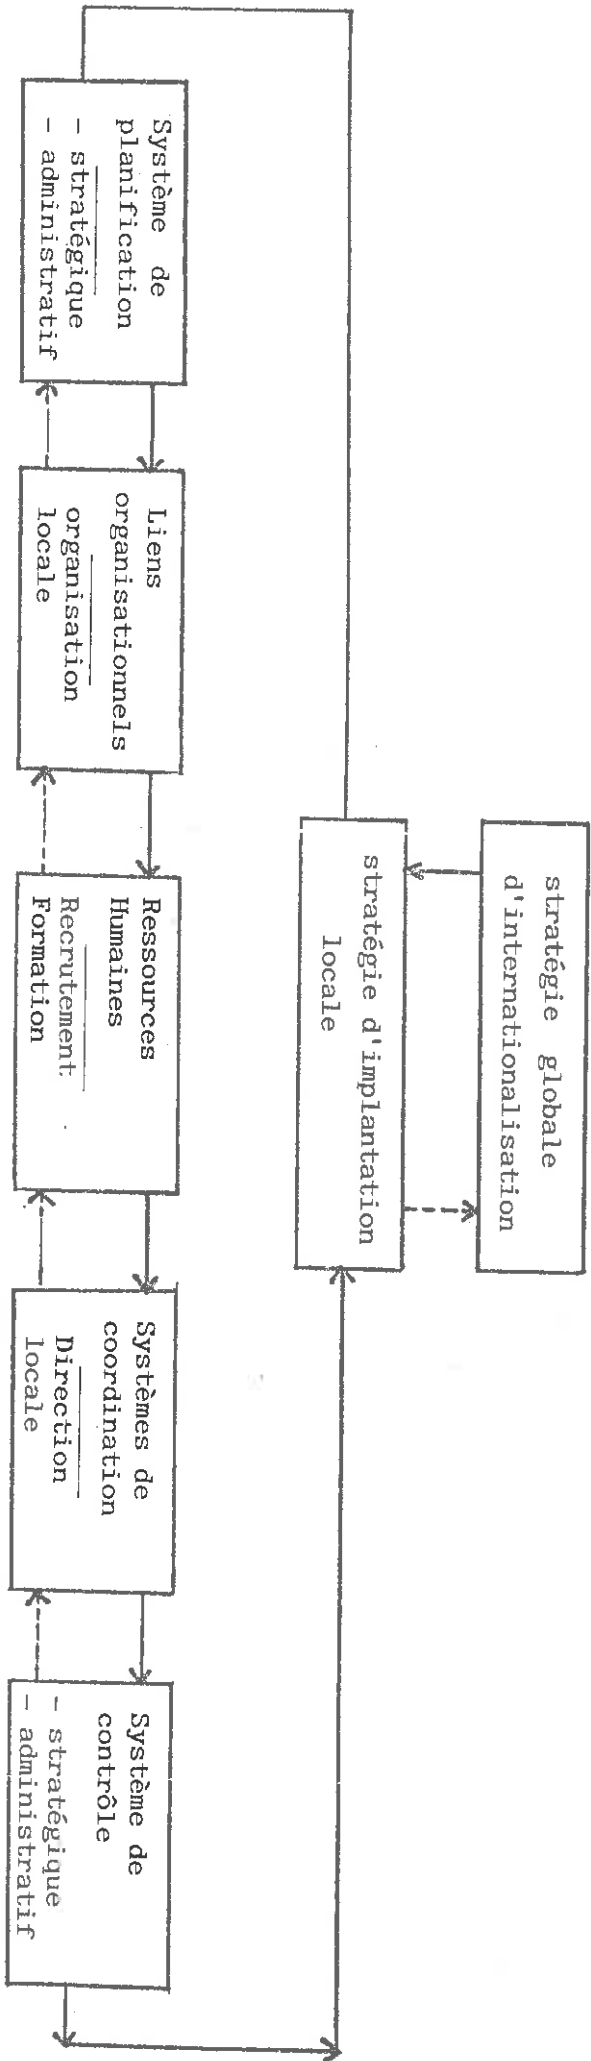 stratégie globale
d'internationalisation
stratégie d'implantation
locale
Système de
planification
- stratégique
- administratif
Liens
organisationnels
organisation
locale
Ressources
Humaines
Recrutement
Formation
Systèmes de
coordination
Direction
locale
Système de
contrôle
- stratégique
- administratif